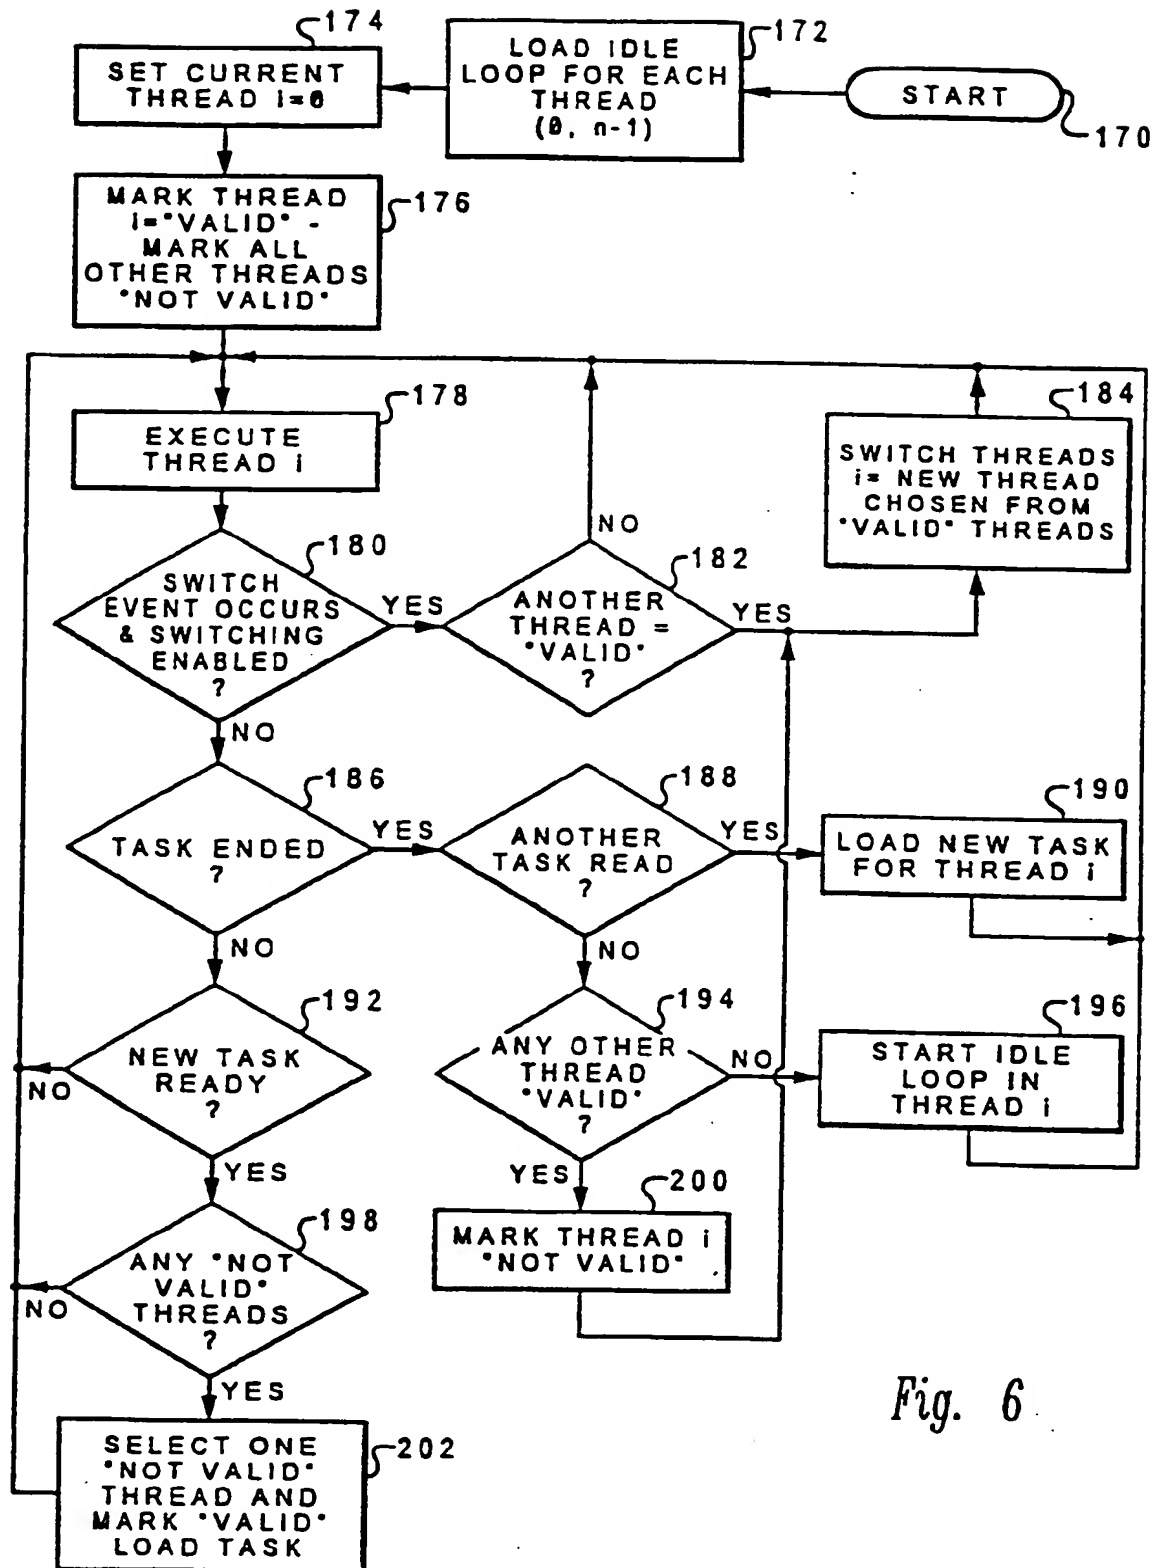 174
SET CURRENT
THREAD i=0
172
LOAD IDLE
LOOP FOR EACH
THREAD
(0, n-1)
START
170
176
MARK THREAD
i="VALID" -
MARK ALL
OTHER THREADS
"NOT VALID"
178
EXECUTE
THREAD i
184
SWITCH THREADS
i= NEW THREAD
CHOSEN FROM
"VALID" THREADS
180
SWITCH
EVENT OCCURS
& SWITCHING
ENABLED
?
YES
NO
182
ANOTHER
THREAD =
"VALID"
?
NO
YES
186
TASK ENDED
?
YES
NO
188
ANOTHER
TASK READ
?
YES
NO
190
LOAD NEW TASK
FOR THREAD i
192
NEW TASK
READY
?
NO
YES
194
ANY OTHER
THREAD
"VALID"
?
NO
YES
196
START IDLE
LOOP IN
THREAD i
198
ANY "NOT
VALID"
THREADS
?
NO
YES
200
MARK THREAD i
"NOT VALID"
202
SELECT ONE
"NOT VALID"
THREAD AND
MARK "VALID"
LOAD TASK
Fig. 6